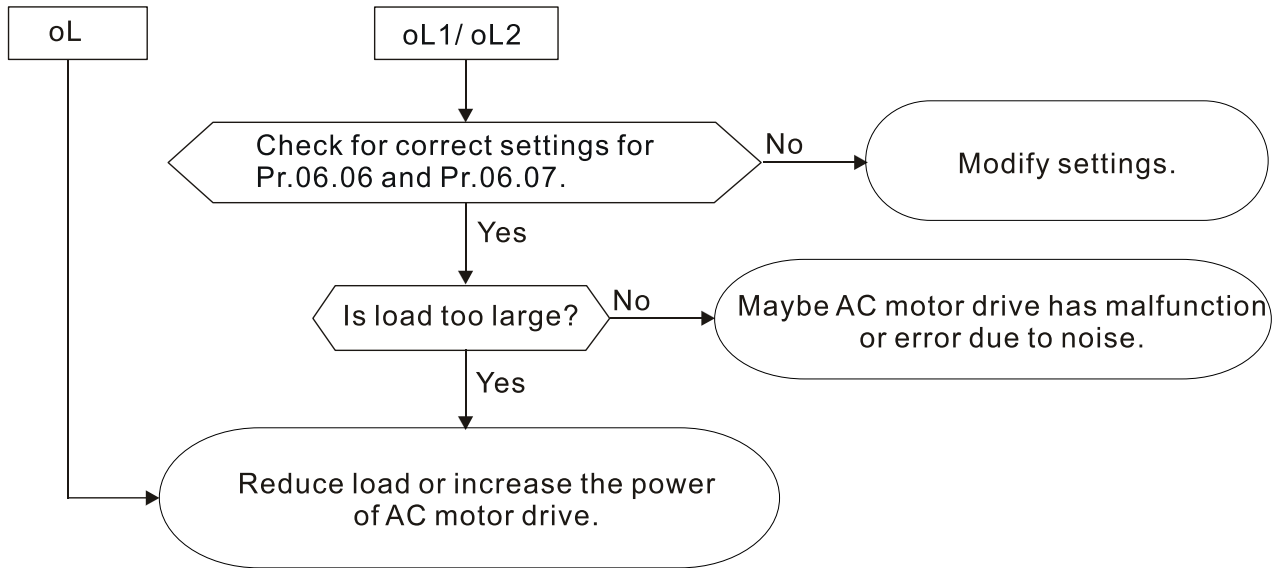 oL
oL1/ oL2
Check for correct settings for
Pr.06.06 and Pr.06.07.
No
Modify settings.
Yes
Is load too large?
No
Maybe AC motor drive has malfunction
or error due to noise.
Yes
Reduce load or increase the power
of AC motor drive.